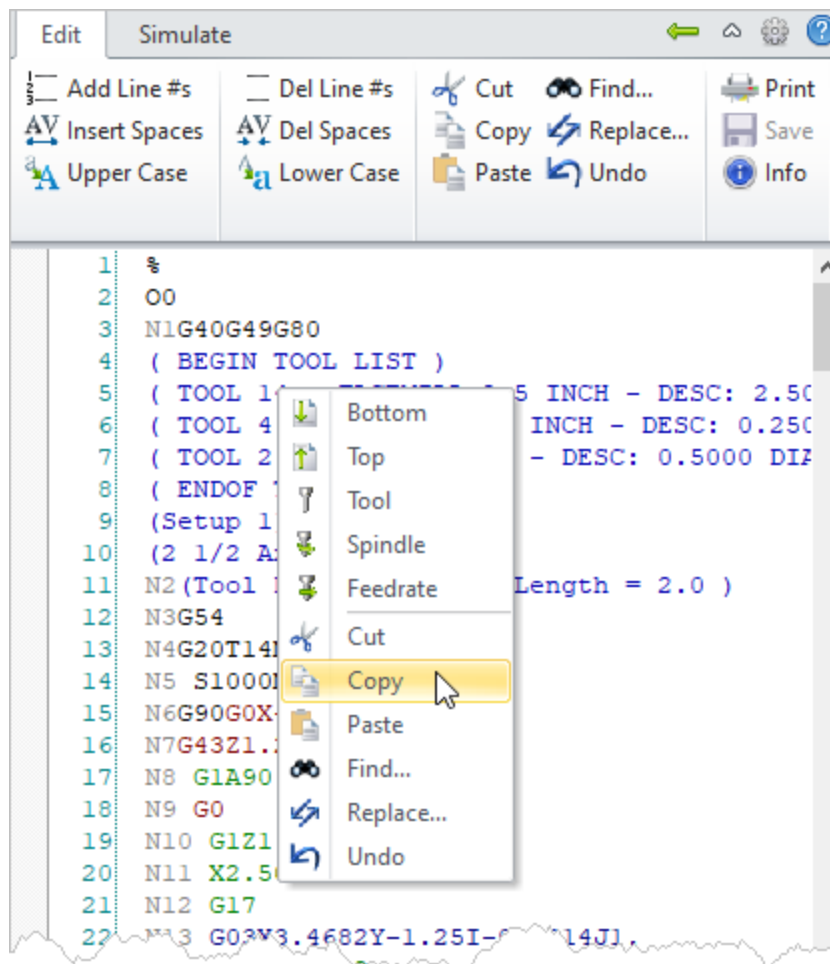 Edit Simulate
Add Line #s Del Line #s Cut Find... Print
Insert Spaces Del Spaces Copy Replace... Save
Upper Case Lower Case Paste Undo Info
1 %
2 O0
3 N1G40G49G80
4 ( BEGIN TOOL LIST )
5 ( TOOL 5 INCH - DESC: 2.50
6 ( TOOL 4 INCH - DESC: 0.250
7 ( TOOL 2 - DESC: 0.5000 DIA
8 ( ENDOF
9 (Setup 1
10 (2 1/2
11 N2(Tool Length = 2.0 )
12 N3G54
13 N4G20T14
14 N5 S1000
15 N6G90G0X
16 N7G43Z1.
17 N8 G1A90
18 N9 G0
19 N10 G1Z1
20 N11 X2.5
21 N12 G17
22 G03Y3.4682Y-1.25I-
Bottom
Top
Tool
Spindle
Feedrate
Cut
Copy
Paste
Find...
Replace...
Undo